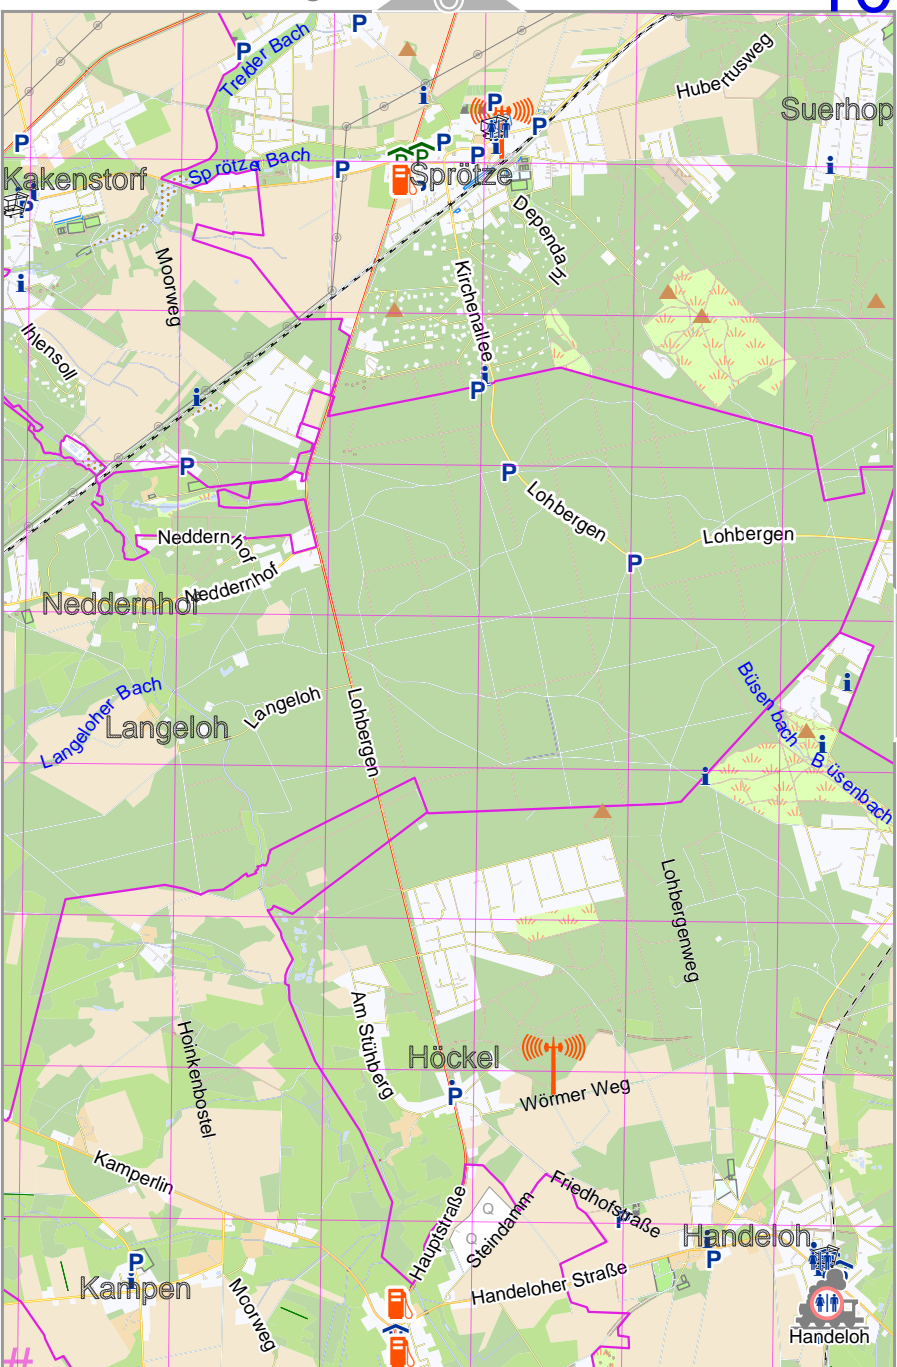 Trelder Bach
Hubertusweg
Suerhop
Sprötze Bach
Kakenstorf
Sprötze
Dependahl
Moorweg
Kirchenallee
Ihlensoll
Lohbergen
Lohbergen
Neddernhof
Neddernhof
Neddernhof
Büsenbach
Langeloher Bach
Langeloh
Langeloh
Lohbergen
Büsenbach
Lohbergenweg
Am Stühberg
Hoinkenbostel
Höckel
Wörmer Weg
Kamperlin
Friedhofstraße
Hauptstraße
Steindamm
Handeloh
Handeloher Straße
Kampen
Moorweg
Handeloh